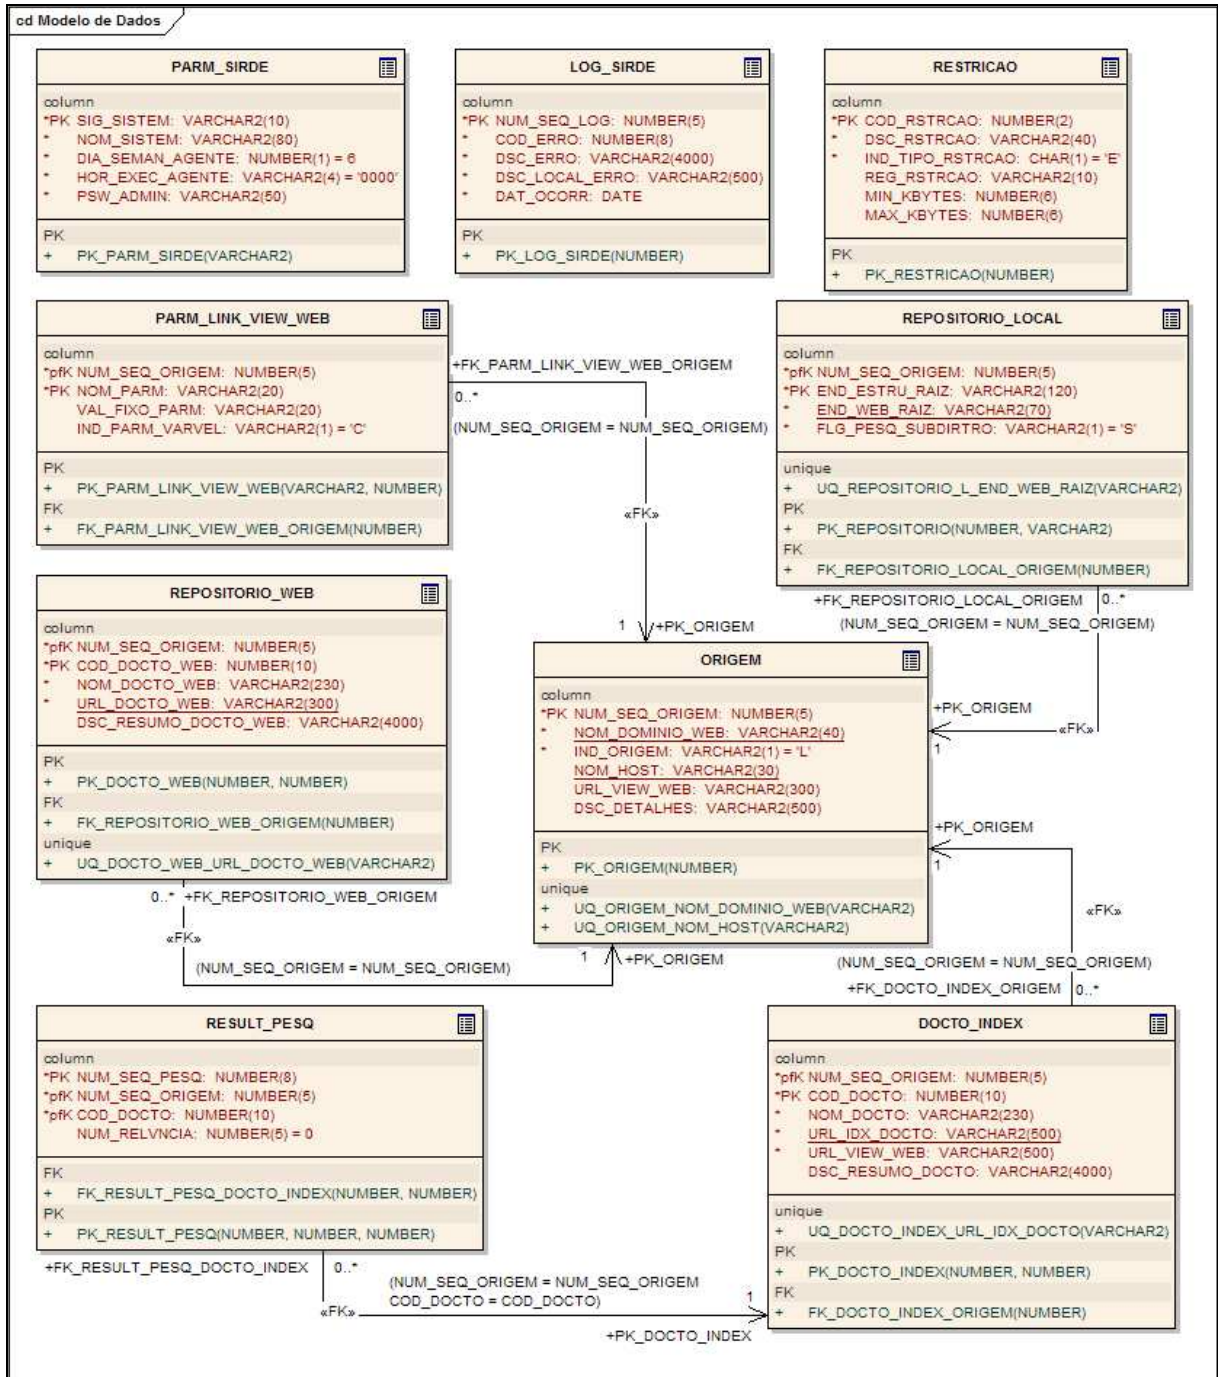 cd Modelo de Dados
PARM_SIRDE
column
*PK SIG_SISTEM: VARCHAR2(10)
* NOM_SISTEM: VARCHAR2(80)
* DIA_SEMAN_AGENTE: NUMBER(1) = 6
* HOR_EXEC_AGENTE: VARCHAR2(4) = '0000'
* PSW_ADMIN: VARCHAR2(50)
PK
+ PK_PARM_SIRDE(VARCHAR2)
LOG_SIRDE
column
*PK NUM_SEQ_LOG: NUMBER(5)
* COD_ERRO: NUMBER(8)
* DSC_ERRO: VARCHAR2(4000)
* DSC_LOCAL_ERRO: VARCHAR2(500)
* DAT_OCORR: DATE
PK
+ PK_LOG_SIRDE(NUMBER)
RESTRICAO
column
*PK COD_RSTRCAO: NUMBER(2)
* DSC_RSTRCAO: VARCHAR2(40)
* IND_TIPO_RSTRCAO: CHAR(1) = 'E'
REG_RSTRCAO: VARCHAR2(10)
MIN_KBYTES: NUMBER(6)
MAX_KBYTES: NUMBER(6)
PK
+ PK_RESTRICAO(NUMBER)
PARM_LINK_VIEW_WEB
column
*pfK NUM_SEQ_ORIGEM: NUMBER(5)
*PK NOM_PARM: VARCHAR2(20)
VAL_FIXO_PARM: VARCHAR2(20)
IND_PARM_VARVEL: VARCHAR2(1) = 'C'
PK
+ PK_PARM_LINK_VIEW_WEB(VARCHAR2, NUMBER)
FK
+ FK_PARM_LINK_VIEW_WEB_ORIGEM(NUMBER)
+FK_PARM_LINK_VIEW_WEB_ORIGEM
0..*
(NUM_SEQ_ORIGEM = NUM_SEQ_ORIGEM)
«FK»
1 +PK_ORIGEM
REPOSITORIO_LOCAL
column
*pfK NUM_SEQ_ORIGEM: NUMBER(5)
*PK END_ESTRU_RAIZ: VARCHAR2(120)
* END_WEB_RAIZ: VARCHAR2(70)
* FLG_PESQ_SUBDIRTRO: VARCHAR2(1) = 'S'
unique
+ UQ_REPOSITORIO_L_END_WEB_RAIZ(VARCHAR2)
PK
+ PK_REPOSITORIO(NUMBER, VARCHAR2)
FK
+ FK_REPOSITORIO_LOCAL_ORIGEM(NUMBER)
+FK_REPOSITORIO_LOCAL_ORIGEM 0..*
(NUM_SEQ_ORIGEM = NUM_SEQ_ORIGEM)
+PK_ORIGEM
«FK»
1
REPOSITORIO_WEB
column
*pfK NUM_SEQ_ORIGEM: NUMBER(5)
*PK COD_DOCTO_WEB: NUMBER(10)
* NOM_DOCTO_WEB: VARCHAR2(230)
* URL_DOCTO_WEB: VARCHAR2(300)
DSC_RESUMO_DOCTO_WEB: VARCHAR2(4000)
PK
+ PK_DOCTO_WEB(NUMBER, NUMBER)
FK
+ FK_REPOSITORIO_WEB_ORIGEM(NUMBER)
unique
+ UQ_DOCTO_WEB_URL_DOCTO_WEB(VARCHAR2)
0..* +FK_REPOSITORIO_WEB_ORIGEM
«FK»
(NUM_SEQ_ORIGEM = NUM_SEQ_ORIGEM)
ORIGEM
column
*PK NUM_SEQ_ORIGEM: NUMBER(5)
* NOM_DOMINIO_WEB: VARCHAR2(40)
* IND_ORIGEM: VARCHAR2(1) = 'L'
NOM_HOST: VARCHAR2(30)
URL_VIEW_WEB: VARCHAR2(300)
DSC_DETALHES: VARCHAR2(500)
PK
+ PK_ORIGEM(NUMBER)
unique
+ UQ_ORIGEM_NOM_DOMINIO_WEB(VARCHAR2)
+ UQ_ORIGEM_NOM_HOST(VARCHAR2)
1 +PK_ORIGEM
+PK_ORIGEM
1
«FK»
(NUM_SEQ_ORIGEM = NUM_SEQ_ORIGEM)
+FK_DOCTO_INDEX_ORIGEM 0..*
RESULT_PESQ
column
*PK NUM_SEQ_PESQ: NUMBER(8)
*pfK NUM_SEQ_ORIGEM: NUMBER(5)
*pfK COD_DOCTO: NUMBER(10)
NUM_RELVNCIA: NUMBER(5) = 0
FK
+ FK_RESULT_PESQ_DOCTO_INDEX(NUMBER, NUMBER)
PK
+ PK_RESULT_PESQ(NUMBER, NUMBER, NUMBER)
+FK_RESULT_PESQ_DOCTO_INDEX 0..*
(NUM_SEQ_ORIGEM = NUM_SEQ_ORIGEM
COD_DOCTO = COD_DOCTO)
«FK»
1
+PK_DOCTO_INDEX
DOCTO_INDEX
column
*pfK NUM_SEQ_ORIGEM: NUMBER(5)
*PK COD_DOCTO: NUMBER(10)
* NOM_DOCTO: VARCHAR2(230)
* URL_IDX_DOCTO: VARCHAR2(500)
* URL_VIEW_WEB: VARCHAR2(500)
DSC_RESUMO_DOCTO: VARCHAR2(4000)
unique
+ UQ_DOCTO_INDEX_URL_IDX_DOCTO(VARCHAR2)
PK
+ PK_DOCTO_INDEX(NUMBER, NUMBER)
FK
+ FK_DOCTO_INDEX_ORIGEM(NUMBER)